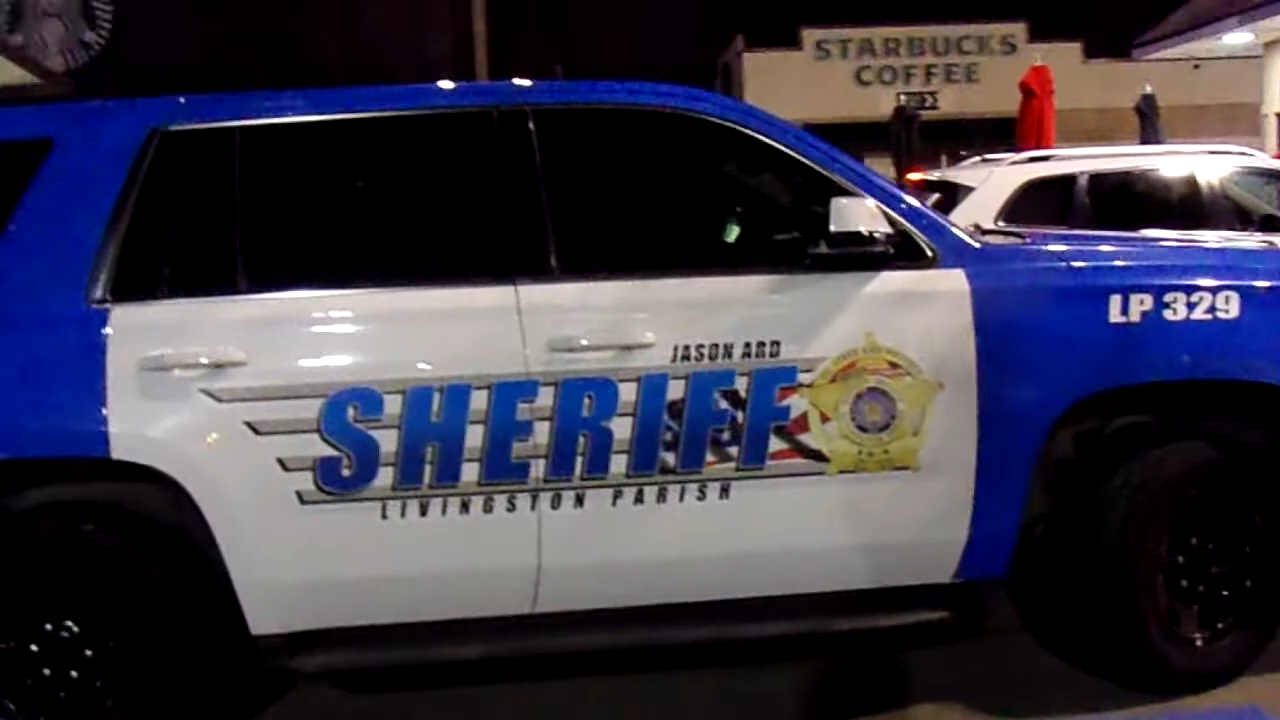 STARBUCKS
COFFEE
LP 329
JASON ARD
SHERIFF
LIVINGSTON PARISH